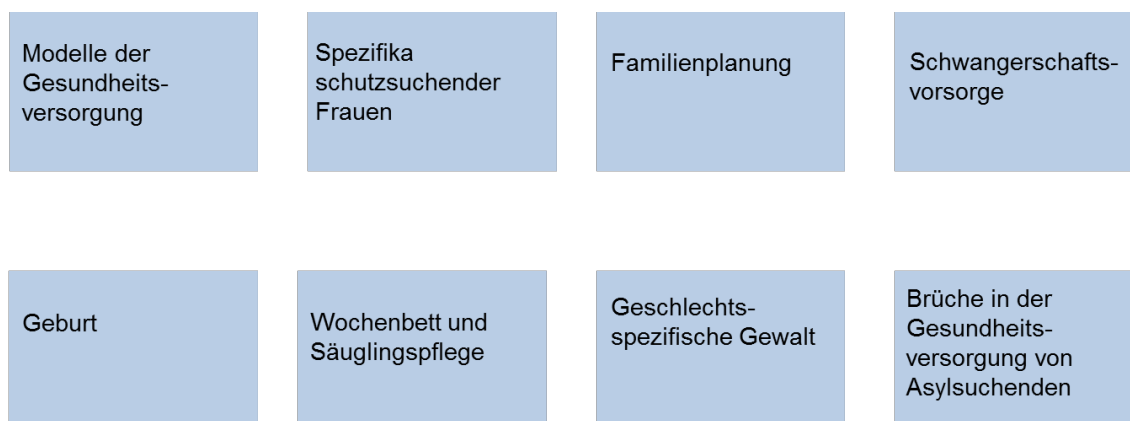 Modelle der
Gesundheits-
versorgung
Spezifika
schutzsuchender
Frauen
Familienplanung
Schwangerschafts-
vorsorge
Geburt
Wochenbett und
Säuglingspflege
Geschlechts-
spezifische Gewalt
Brüche in der
Gesundheits-
versorgung von
Asylsuchenden